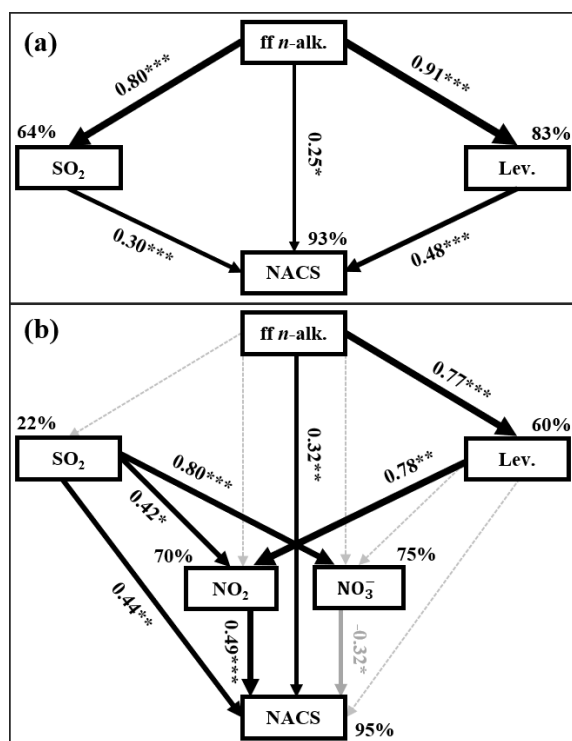 (a)
ff n-alk.
0.80***
0.91***
64%
83%
SO₂
0.25*
Lev.
0.30***
93%
0.48***
NACS
(b)
ff n-alk.
0.77***
22%
60%
SO₂
0.32**
Lev.
0.80***
0.78**
0.42*
70%
75%
NO₂
NO₃⁻
0.44**
0.49***
-0.32*
NACS
95%